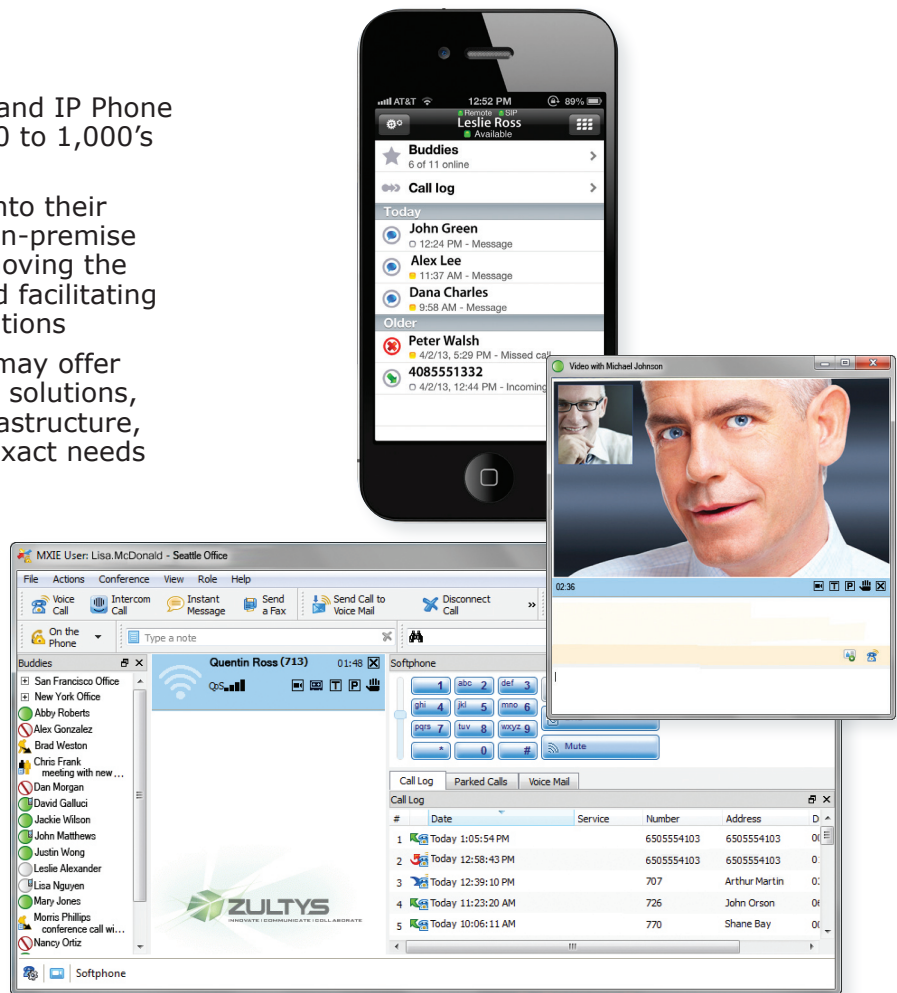 and IP Phone
0 to 1,000's
nto their
n-premise
oving the
d facilitating
tions
may offer
solutions,
astructure,
exact needs
AT&T 12:52 PM 89%
Remote SIP
Leslie Ross
Available
Buddies
6 of 11 online
Call log
Today
John Green
12:24 PM - Message
Alex Lee
11:37 AM - Message
Dana Charles
9:58 AM - Message
Older
Peter Walsh
4/2/13, 5:29 PM - Missed call
4085551332
4/2/13, 12:44 PM - Incoming
Video with Michael Johnson
02:36 T P
MXIE User: Lisa.McDonald - Seattle Office
File Actions Conference View Role Help
Voice Call Intercom Call Instant Message Send a Fax Send Call to Voice Mail Disconnect Call »
On the Phone Type a note
Buddies
San Francisco Office
New York Office
Abby Roberts
Alex Gonzalez
Brad Weston
Chris Frank
meeting with new ...
Dan Morgan
David Galluci
Jackie Wilson
John Matthews
Justin Wong
Leslie Alexander
Lisa Nguyen
Mary Jones
Morris Phillips
conference call wi...
Nancy Ortiz
Quentin Ross (713) 01:48
QoS T P
ZULTYS
INNOVATE | COMMUNICATE | COLLABORATE
Softphone
1 abc 2 def 3
ghi 4 jkl 5 mno 6
pqrs 7 tuv 8 wxyz 9
* 0 # Mute
Call Log Parked Calls Voice Mail
Call Log
# Date Service Number Address D
1 Today 1:05:54 PM 6505554103 6505554103
2 Today 12:58:43 PM 6505554103 6505554103
3 Today 12:39:10 PM 707 Arthur Martin
4 Today 11:23:20 AM 726 John Orson
5 Today 10:06:11 AM 770 Shane Bay
Softphone